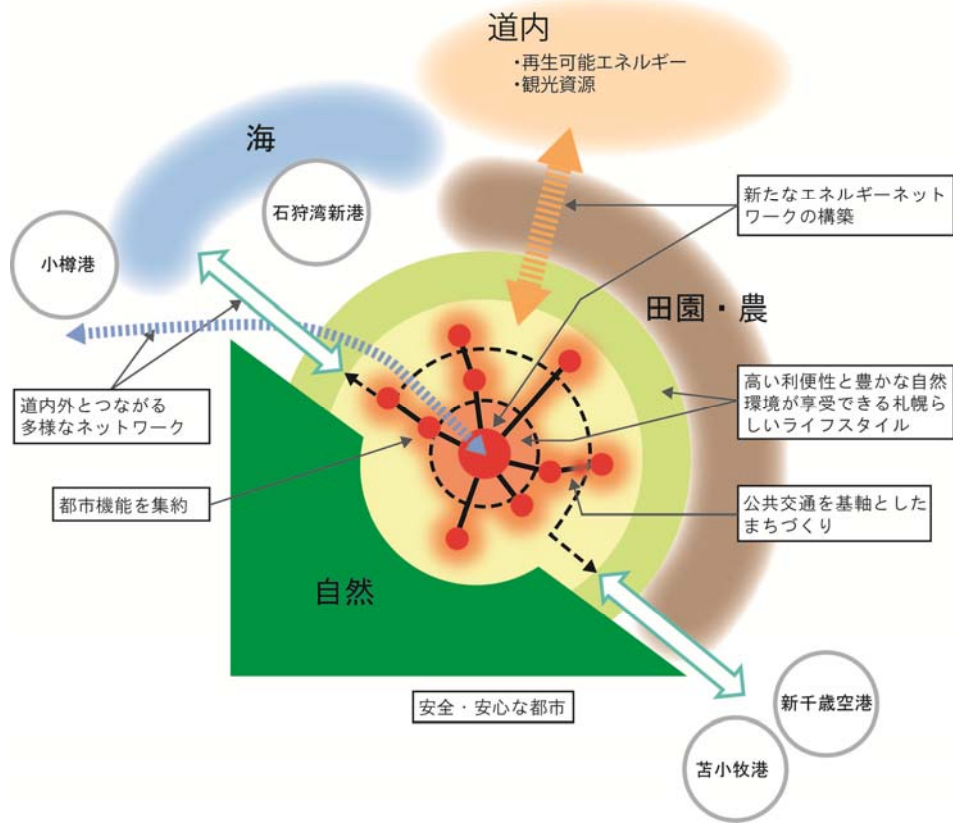 道内
・再生可能エネルギー
・観光資源
海
石狩湾新港
小樽港
新たなエネルギーネット
ワークの構築
田園・農
高い利便性と豊かな自然
環境が享受できる札幌ら
しいライフスタイル
道内外とつながる
多様なネットワーク
都市機能を集約
公共交通を基軸とした
まちづくり
自然
安全・安心な都市
新千歳空港
苫小牧港